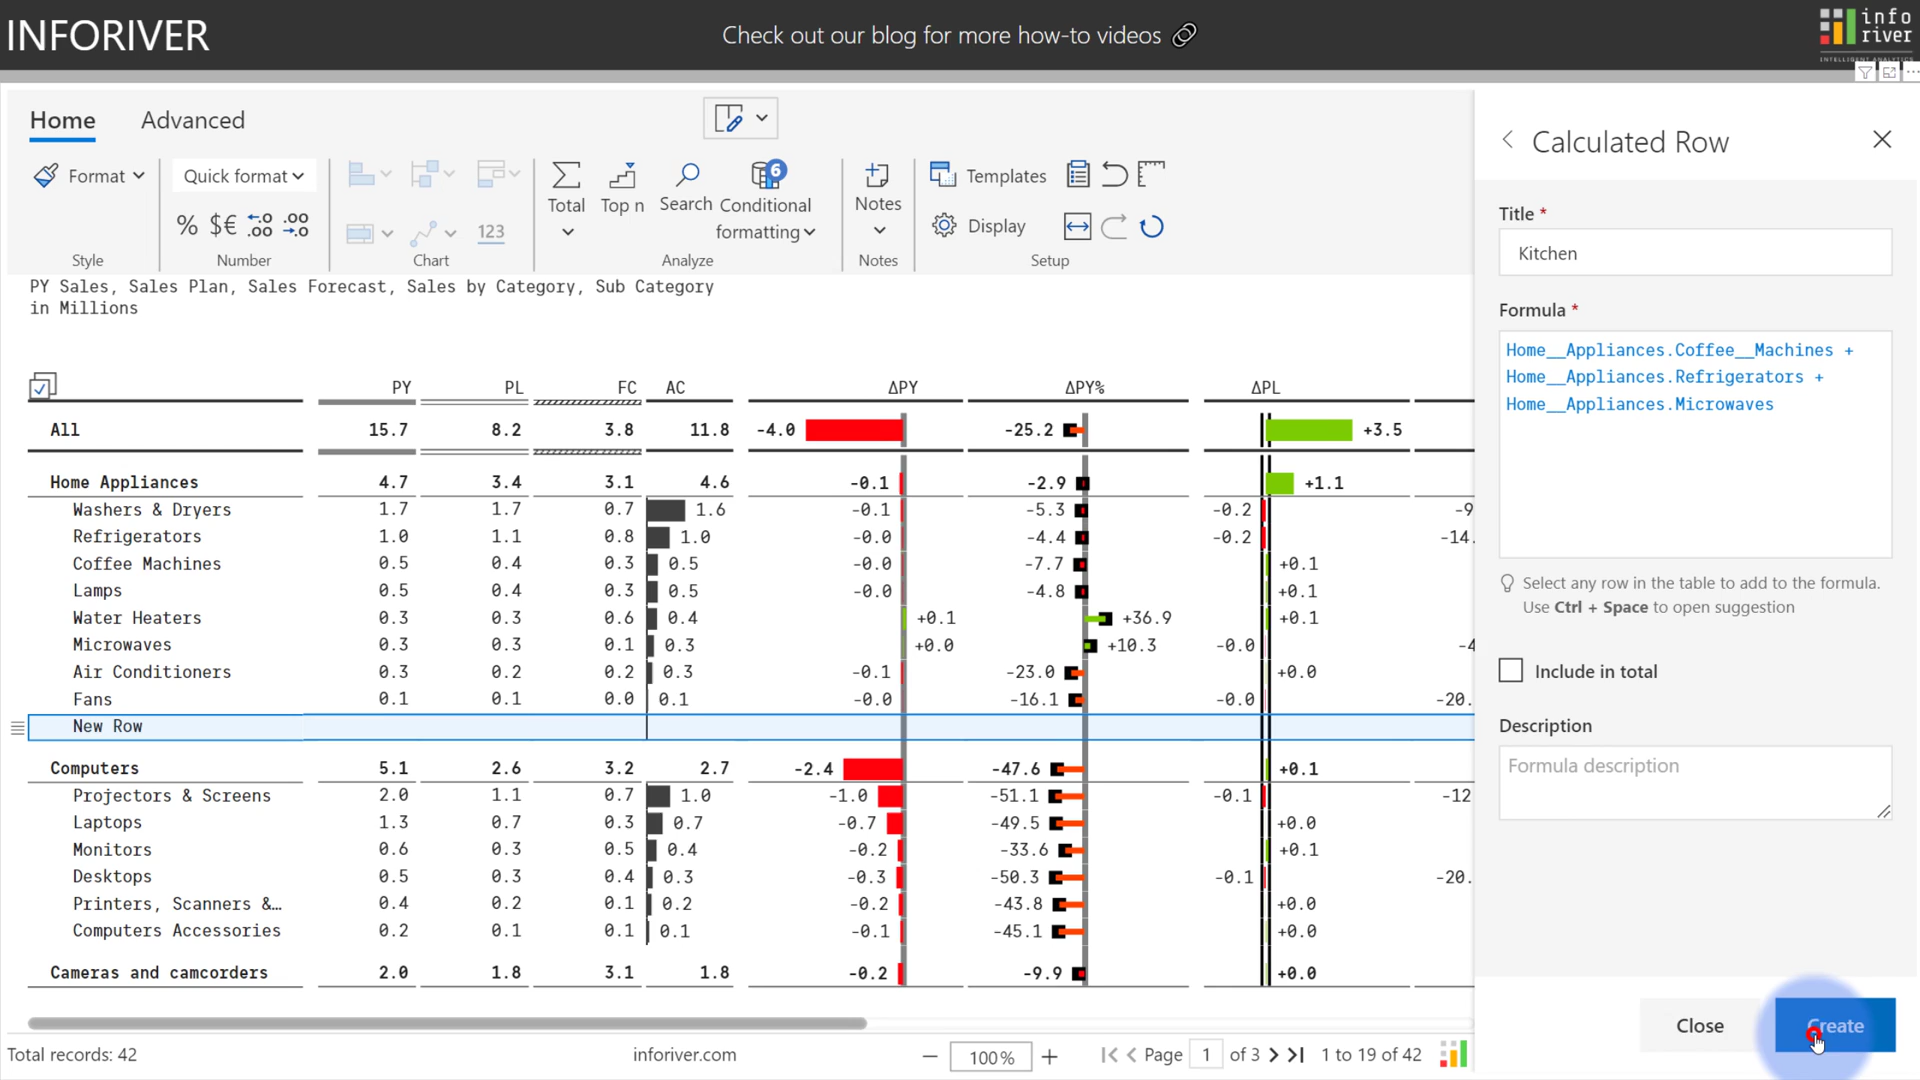 INFORIVER
Check out our blog for more how-to videos
info
river
INTELLIGENT ANALYTICS
Home Advanced
Format
Style
Quick format
% $€ .0 .00 .00 .0
Number
123
Chart
Total Top n Search Conditional
formatting
6
Analyze
Notes
Notes
Templates
Display
Setup
PY Sales, Sales Plan, Sales Forecast, Sales by Category, Sub Category
in Millions
PY PL FC AC ΔPY ΔPY% ΔPL
All 15.7 8.2 3.8 11.8 -4.0 -25.2 +3.5
Home Appliances 4.7 3.4 3.1 4.6 -0.1 -2.9 +1.1
Washers & Dryers 1.7 1.7 0.7 1.6 -0.1 -5.3 -0.2 -9
Refrigerators 1.0 1.1 0.8 1.0 -0.0 -4.4 -0.2 -14.
Coffee Machines 0.5 0.4 0.3 0.5 -0.0 -7.7 +0.1
Lamps 0.5 0.4 0.3 0.5 -0.0 -4.8 +0.1
Water Heaters 0.3 0.3 0.6 0.4 +0.1 +36.9 +0.1
Microwaves 0.3 0.3 0.1 0.3 +0.0 +10.3 -0.0 -4
Air Conditioners 0.3 0.2 0.2 0.3 -0.1 -23.0 +0.0
Fans 0.1 0.1 0.0 0.1 -0.0 -16.1 -0.0 -20.
New Row
Computers 5.1 2.6 3.2 2.7 -2.4 -47.6 +0.1
Projectors & Screens 2.0 1.1 0.7 1.0 -1.0 -51.1 -0.1 -12
Laptops 1.3 0.7 0.3 0.7 -0.7 -49.5 +0.0
Monitors 0.6 0.3 0.5 0.4 -0.2 -33.6 +0.1
Desktops 0.5 0.3 0.4 0.3 -0.3 -50.3 -0.1 -20.
Printers, Scanners &… 0.4 0.2 0.1 0.2 -0.2 -43.8 +0.0
Computers Accessories 0.2 0.1 0.1 0.1 -0.1 -45.1 +0.0
Cameras and camcorders 2.0 1.8 3.1 1.8 -0.2 -9.9 +0.0
Total records: 42 inforiver.com 100% Page 1 of 3 1 to 19 of 42
Calculated Row
Title *
Kitchen
Formula *
Home__Appliances.Coffee__Machines +
Home__Appliances.Refrigerators +
Home__Appliances.Microwaves
Select any row in the table to add to the formula.
Use Ctrl + Space to open suggestion
Include in total
Description
Formula description
Close Create